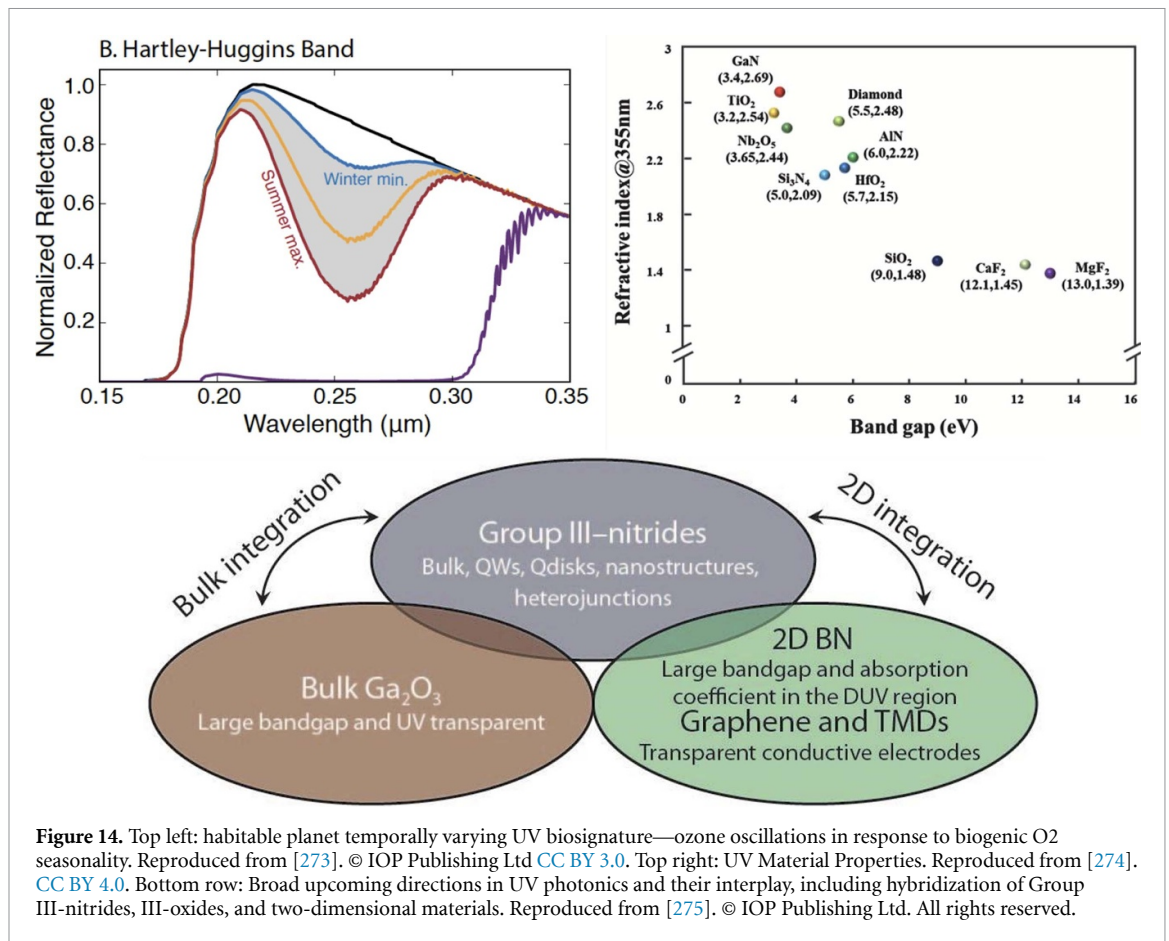 B. Hartley-Huggins Band
Normalized Reflectance
1.0
0.8
0.6
0.4
0.2
Winter min.
Summer max.
0.15
0.20
0.25
0.30
0.35
Wavelength (μm)
Refractive index@355nm
3
2.6
2.2
1.8
1.4
1
0
GaN
(3.4,2.69)
TiO₂
(3.2,2.54)
Nb₂O₅
(3.65,2.44)
Diamond
(5.5,2.48)
AlN
(6.0,2.22)
Si₃N₄
(5.0,2.09)
HfO₂
(5.7,2.15)
SiO₂
(9.0,1.48)
CaF₂
(12.1,1.45)
MgF₂
(13.0,1.39)
0
2
4
6
8
10
12
14
16
Band gap (eV)
Bulk integration
2D integration
Group III–nitrides
Bulk, QWs, Qdisks, nanostructures,
heterojunctions
Bulk Ga₂O₃
Large bandgap and UV transparent
2D BN
Large bandgap and absorption
coefficient in the DUV region
Graphene and TMDs
Transparent conductive electrodes
Figure 14. Top left: habitable planet temporally varying UV biosignature—ozone oscillations in response to biogenic O2
seasonality. Reproduced from [273]. © IOP Publishing Ltd CC BY 3.0. Top right: UV Material Properties. Reproduced from [274].
CC BY 4.0. Bottom row: Broad upcoming directions in UV photonics and their interplay, including hybridization of Group
III-nitrides, III-oxides, and two-dimensional materials. Reproduced from [275]. © IOP Publishing Ltd. All rights reserved.